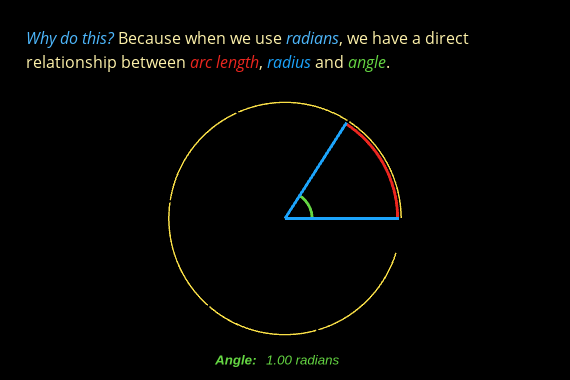 Why do this? Because when we use radians, we have a direct
relationship between arc length, radius and angle.
Angle: 1.00 radians